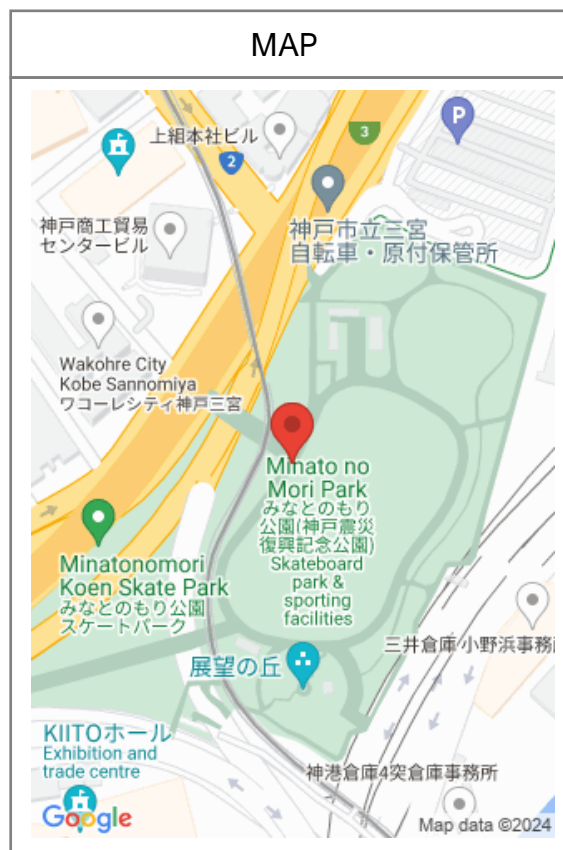 MAP
上組本社ビル
3
P
2
神戸商工貿易
センタービル
神戸市立三宮
自転車・原付保管所
Wakohre City
Kobe Sannomiya
ワコーレシティ神戸三宮
Minato no
Mori Park
みなとのもり
公園(神戸震災
復興記念公園)
Skateboard
park &
sporting
facilities
Minatonomori
Koen Skate Park
みなとのもり公園
スケートパーク
三井倉庫 小野浜事務
展望の丘
KIITOホール
Exhibition and
trade centre
神港倉庫4突倉庫事務所
Google
Map data ©2024